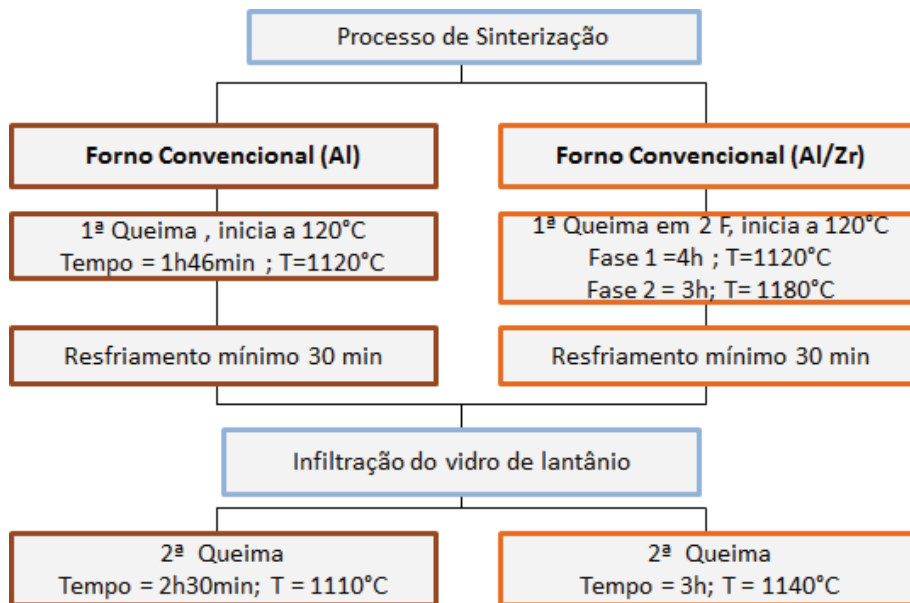 Processo de Sinterização
Forno Convencional (Al)
Forno Convencional (Al/Zr)
1ª Queima , inicia a 120°C
Tempo = 1h46min ; T=1120°C
1ª Queima em 2 F, inicia a 120°C
Fase 1 =4h ; T=1120°C
Fase 2 = 3h; T= 1180°C
Resfriamento mínimo 30 min
Resfriamento mínimo 30 min
Infiltração do vidro de lantânio
2ª Queima
Tempo = 2h30min; T = 1110°C
2ª Queima
Tempo = 3h; T = 1140°C